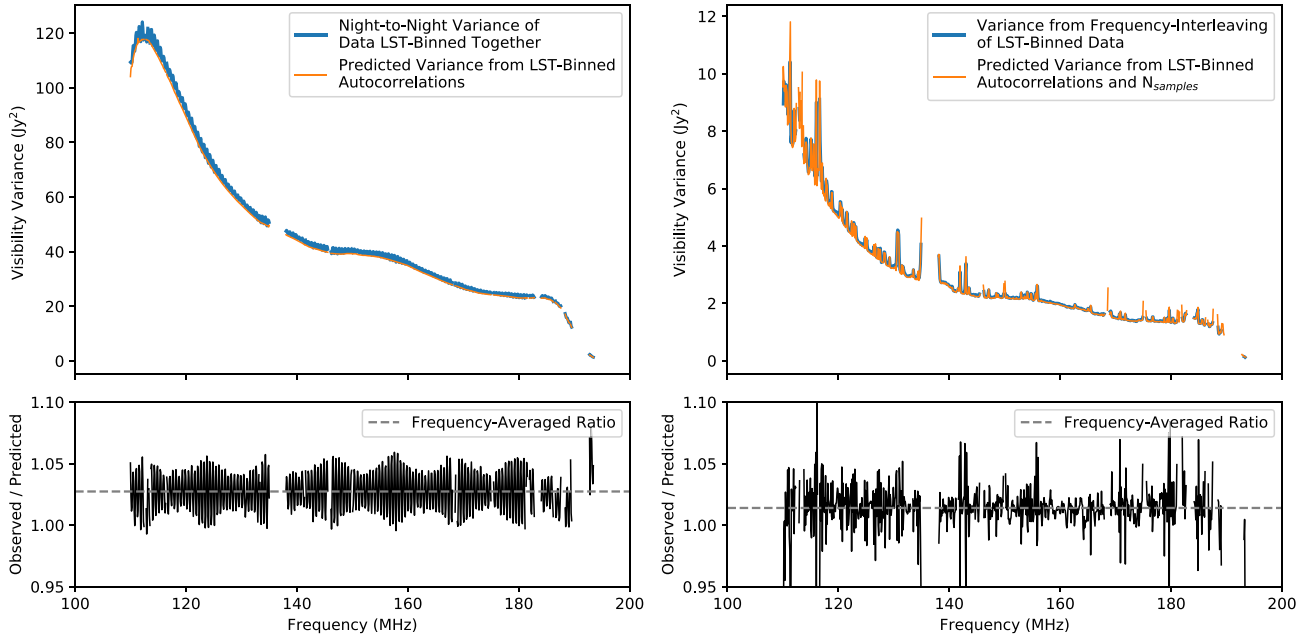 Night-to-Night Variance of
Data LST-Binned Together
Predicted Variance from LST-Binned
Autocorrelations
Visibility Variance (Jy²)
120
100
80
60
40
20
0
Variance from Frequency-Interleaving
of LST-Binned Data
Predicted Variance from LST-Binned
Autocorrelations and N_samples
Visibility Variance (Jy²)
12
10
8
6
4
2
0
Frequency-Averaged Ratio
Observed / Predicted
1.10
1.05
1.00
0.95
100 120 140 160 180 200
Frequency (MHz)
Frequency-Averaged Ratio
Observed / Predicted
1.10
1.05
1.00
0.95
100 120 140 160 180 200
Frequency (MHz)